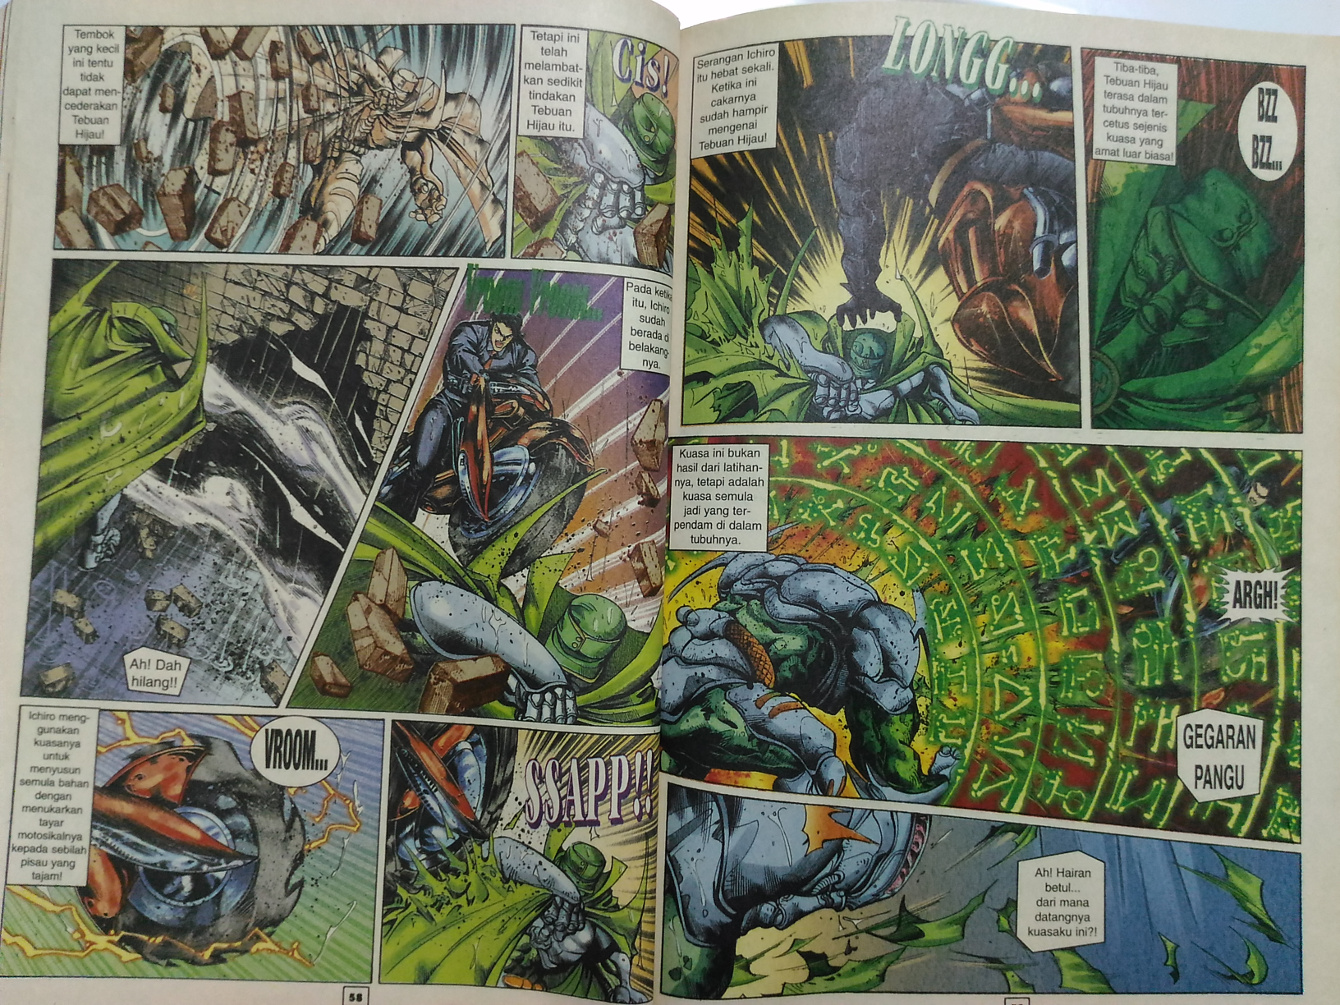 Tembok
yang kecil
ini tentu
tidak
dapat men-
cederakan
Tebuan
Hijau!
Tetapi ini
telah
melambat-
kan sedikit
tindakan
Tebuan
Hijau itu.
Cis!
Ah! Dah
hilang!!
Pada ketika
itu, Ichiro
sudah
berada di
belakang-
nya.
Ichiro meng-
gunakan
kuasanya
untuk
menyusun
semula bahan
dengan
menukarkan
tayar
motosikalnya
kepada sebilah
pisau yang
tajam!
VROOM...
SSAPP!!
58
Serangan Ichiro
itu hebat sekali.
Ketika ini
cakarnya
sudah hampir
mengenai
Tebuan Hijau!
LONGG...
Tiba-tiba,
Tebuan Hijau
terasa dalam
tubuhnya ter-
cetus sejenis
kuasa yang
amat luar biasa!
BZZ
BZZ...
Kuasa ini bukan
hasil dari latihan-
nya, tetapi adalah
kuasa semula
jadi yang ter-
pendam di dalam
tubuhnya.
ARGH!
GEGARAN
PANGU
Ah! Hairan
betul...
dari mana
datangnya
kuasaku ini?!